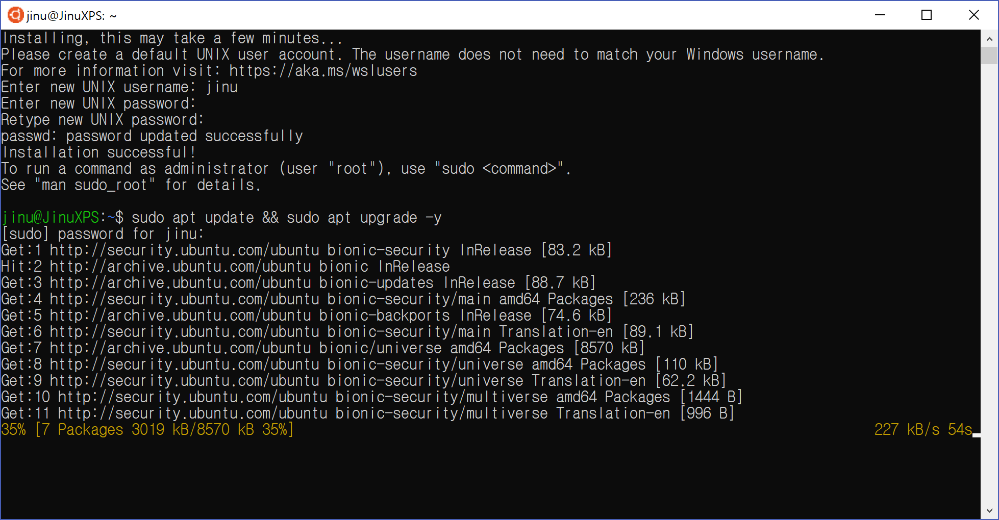 jinu@JinuXPS: ~
Installing, this may take a few minutes...
Please create a default UNIX user account. The username does not need to match your Windows username.
For more information visit: https://aka.ms/wslusers
Enter new UNIX username: jinu
Enter new UNIX password:
Retype new UNIX password:
passwd: password updated successfully
Installation successful!
To run a command as administrator (user "root"), use "sudo <command>".
See "man sudo_root" for details.
jinu@JinuXPS:~$ sudo apt update && sudo apt upgrade -y
[sudo] password for jinu:
Get:1 http://security.ubuntu.com/ubuntu bionic-security InRelease [83.2 kB]
Hit:2 http://archive.ubuntu.com/ubuntu bionic InRelease
Get:3 http://archive.ubuntu.com/ubuntu bionic-updates InRelease [88.7 kB]
Get:4 http://security.ubuntu.com/ubuntu bionic-security/main amd64 Packages [236 kB]
Get:5 http://archive.ubuntu.com/ubuntu bionic-backports InRelease [74.6 kB]
Get:6 http://security.ubuntu.com/ubuntu bionic-security/main Translation-en [89.1 kB]
Get:7 http://archive.ubuntu.com/ubuntu bionic/universe amd64 Packages [8570 kB]
Get:8 http://security.ubuntu.com/ubuntu bionic-security/universe amd64 Packages [110 kB]
Get:9 http://security.ubuntu.com/ubuntu bionic-security/universe Translation-en [62.2 kB]
Get:10 http://security.ubuntu.com/ubuntu bionic-security/multiverse amd64 Packages [1444 B]
Get:11 http://security.ubuntu.com/ubuntu bionic-security/multiverse Translation-en [996 B]
35% [7 Packages 3019 kB/8570 kB 35%] 227 kB/s 54s